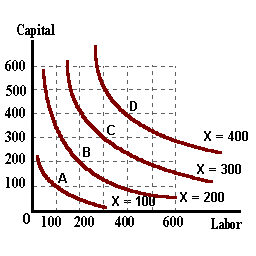 Capital
600
500
400
300
200
100
D
C
B
A
X = 400
X = 300
X = 200
X = 100
0 100 200 400 600
Labor